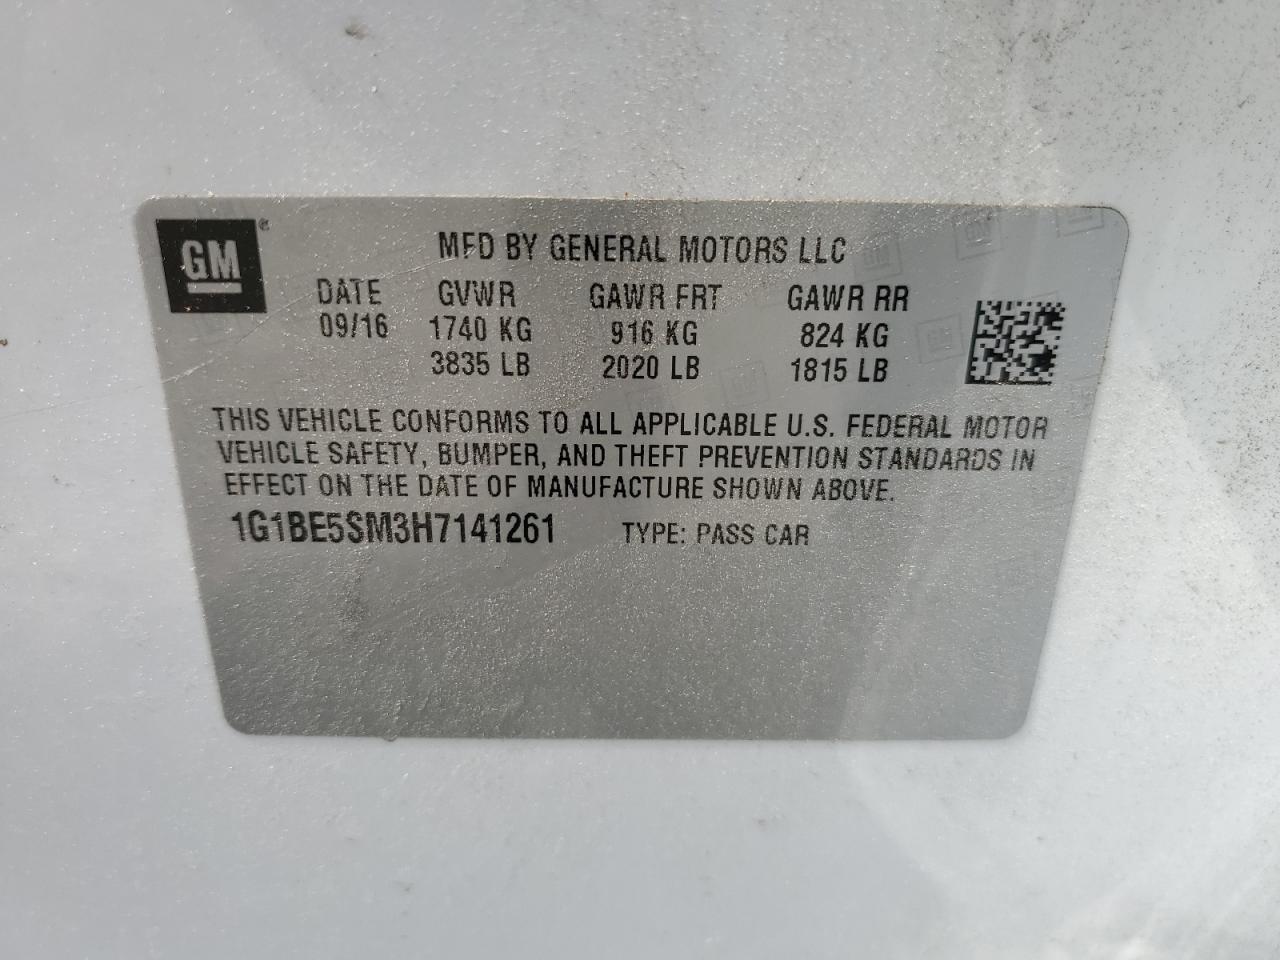 GM®
MFD BY GENERAL MOTORS LLC
DATE GVWR GAWR FRT GAWR RR
09/16 1740 KG 916 KG 824 KG
3835 LB 2020 LB 1815 LB
THIS VEHICLE CONFORMS TO ALL APPLICABLE U.S. FEDERAL MOTOR
VEHICLE SAFETY, BUMPER, AND THEFT PREVENTION STANDARDS IN
EFFECT ON THE DATE OF MANUFACTURE SHOWN ABOVE.
1G1BE5SM3H7141261 TYPE: PASS CAR